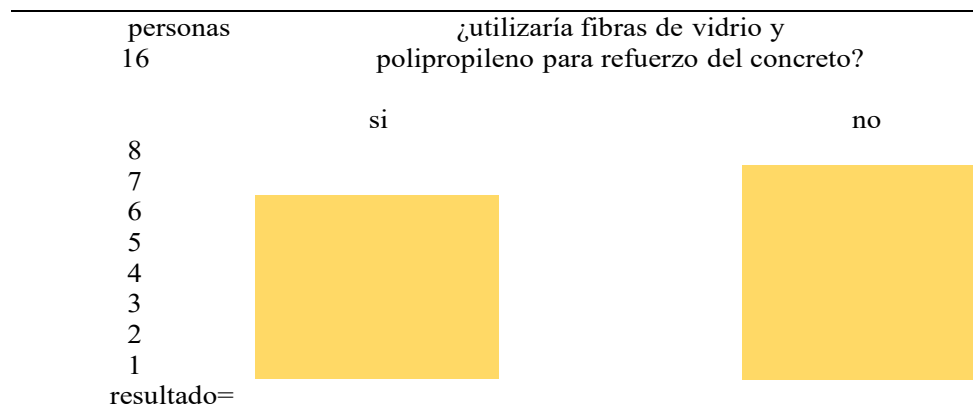 personas ¿utilizaría fibras de vidrio y
16 polipropileno para refuerzo del concreto?
si no
8
7
6
5
4
3
2
1
resultado=